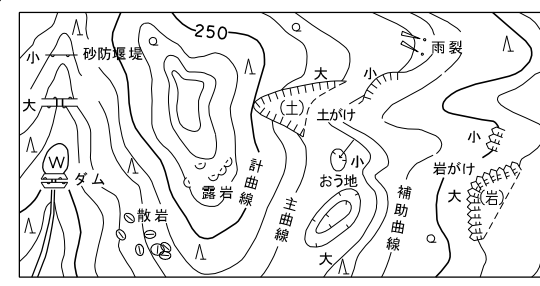 250
雨裂
小
砂防堰堤
大
小
大
(土)
土がけ
小
W
ダム
計曲線
小
おう地
岩がけ
大
(岩)
露岩
主曲線
補助曲線
散岩
大